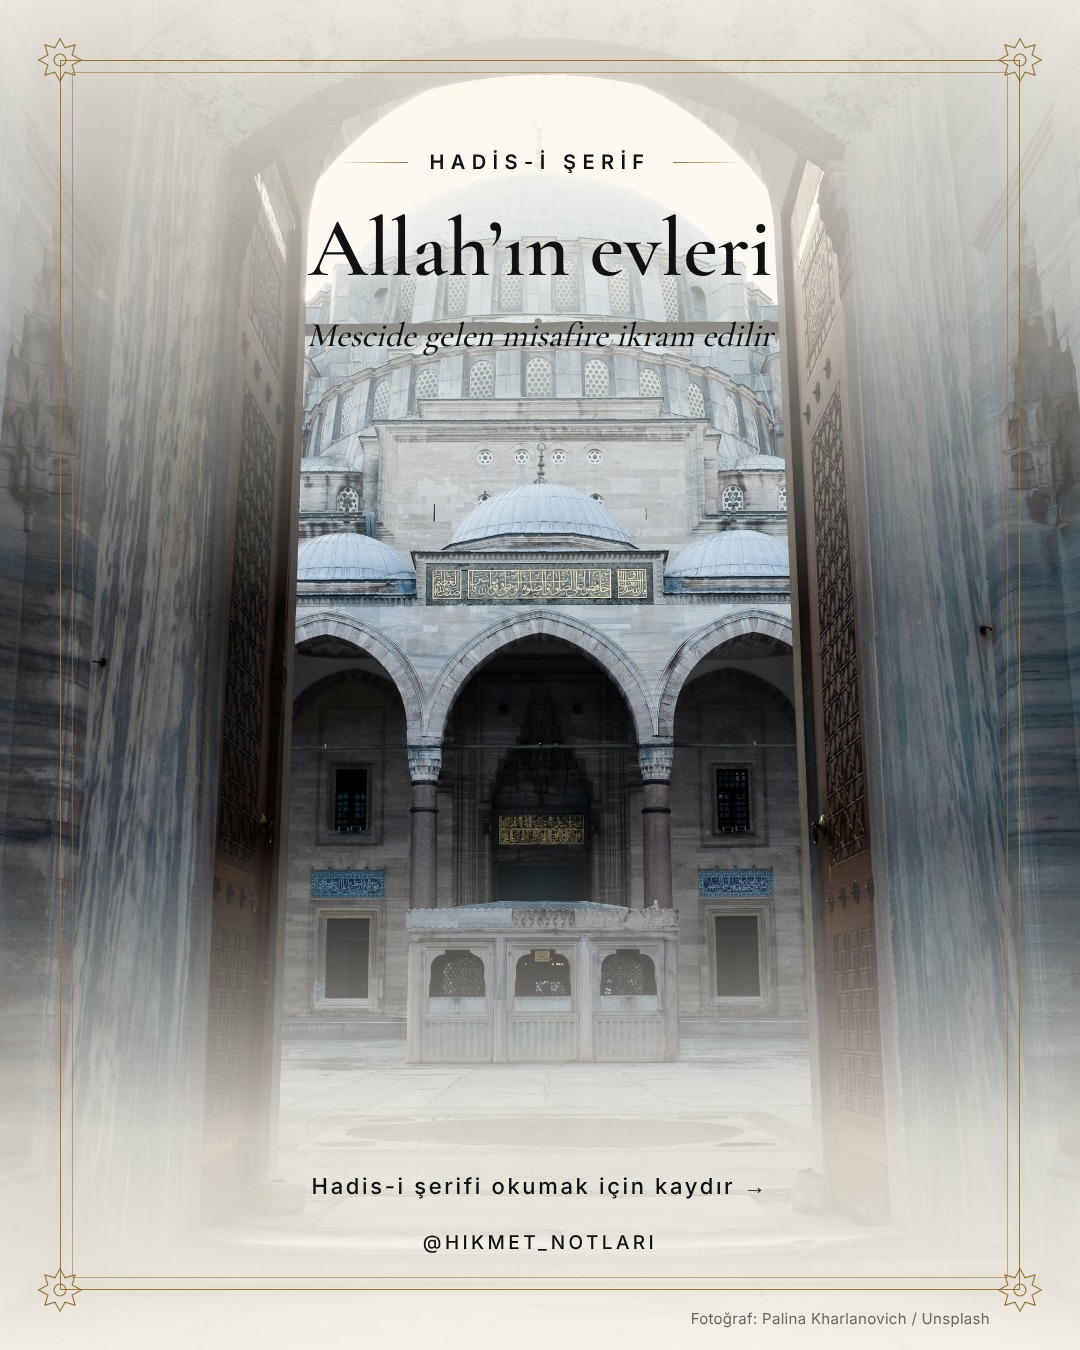 HADİS-İ ŞERİF
Allah’ın evleri
Mescide gelen misafire ikram edilir
Hadis-i şerifi okumak için kaydır →
@HIKMET_NOTLARI
Fotoğraf: Palina Kharlanovich / Unsplash